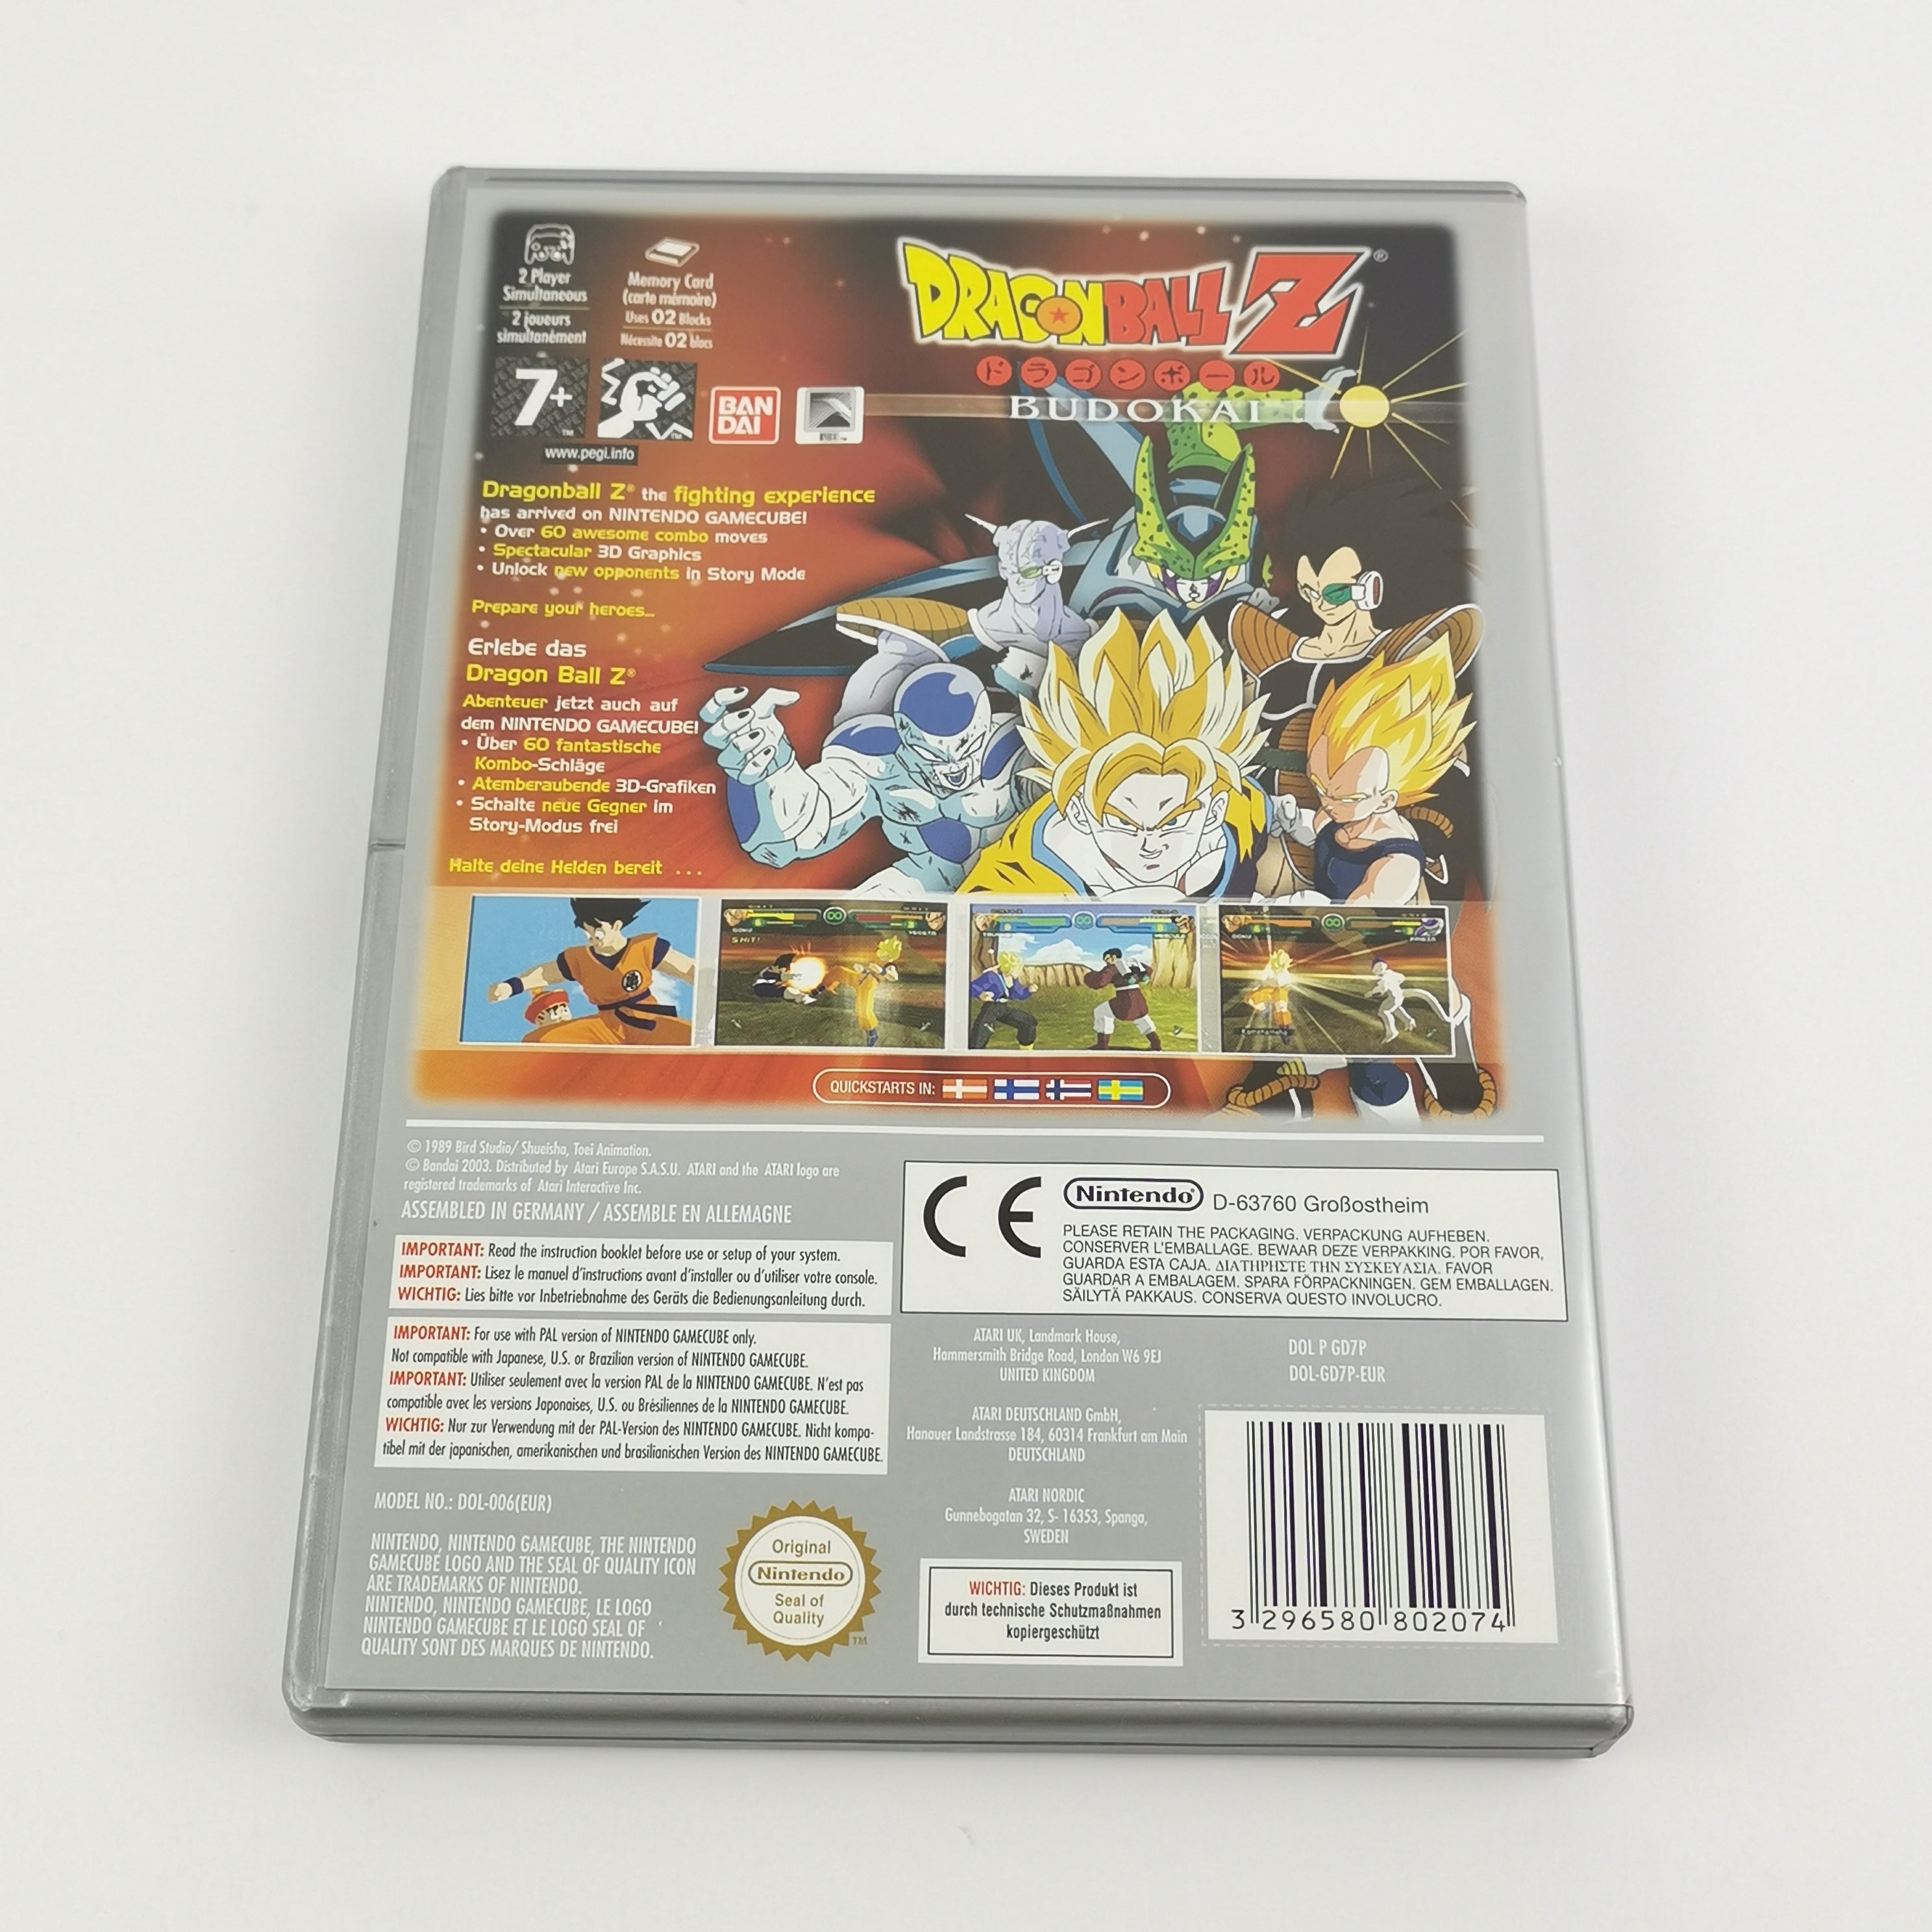 2 Player
Simultaneous
2 joueurs
simultanément
Memory Card
(carte mémoire)
Uses 02 Blocks
Nécessite 02 blocs
7+
www.pegi.info
BAN
DAI
DRAGONBALL Z®
ドラゴンボール
BUDOKAI
Dragonball Z® the fighting experience
has arrived on NINTENDO GAMECUBE!
• Over 60 awesome combo moves
• Spectacular 3D Graphics
• Unlock new opponents in Story Mode
Prepare your heroes...
Erlebe das
Dragon Ball Z®
Abenteuer jetzt auch auf
dem NINTENDO GAMECUBE!
• Über 60 fantastische
Kombo-Schläge
• Atemberaubende 3D-Grafiken
• Schalte neue Gegner im
Story-Modus frei
Halte deine Helden bereit ...
QUICKSTARTS IN:
© 1989 Bird Studio/ Shueisha, Toei Animation.
© Bandai 2003. Distributed by Atari Europe S.A.S.U. ATARI and the ATARI logo are
registered trademarks of Atari Interactive Inc.
ASSEMBLED IN GERMANY / ASSEMBLE EN ALLEMAGNE
IMPORTANT: Read the instruction booklet before use or setup of your system.
IMPORTANT: Lisez le manuel d'instructions avant d'installer ou d'utiliser votre console.
WICHTIG: Lies bitte vor Inbetriebnahme des Geräts die Bedienungsanleitung durch.
IMPORTANT: For use with PAL version of NINTENDO GAMECUBE only.
Not compatible with Japanese, U.S. or Brazilian version of NINTENDO GAMECUBE.
IMPORTANT: Utiliser seulement avec la version PAL de la NINTENDO GAMECUBE. N'est pas
compatible avec les versions Japonaises, U.S. ou Brésiliennes de la NINTENDO GAMECUBE.
WICHTIG: Nur zur Verwendung mit der PAL-Version des NINTENDO GAMECUBE. Nicht kompa-
tibel mit der japanischen, amerikanischen und brasilianischen Version des NINTENDO GAMECUBE.
MODEL NO.: DOL-006(EUR)
NINTENDO, NINTENDO GAMECUBE, THE NINTENDO
GAMECUBE LOGO AND THE SEAL OF QUALITY ICON
ARE TRADEMARKS OF NINTENDO.
NINTENDO, NINTENDO GAMECUBE, LE LOGO
NINTENDO GAMECUBE ET LE LOGO SEAL OF
QUALITY SONT DES MARQUES DE NINTENDO.
Original
Nintendo
Seal of
Quality
TM
CE
Nintendo® D-63760 Großostheim
PLEASE RETAIN THE PACKAGING. VERPACKUNG AUFHEBEN.
CONSERVER L'EMBALLAGE. BEWAAR DEZE VERPAKKING. POR FAVOR,
GUARDA ESTA CAJA. ΔΙΑΤΗΡΗΣΤΕ ΤΗΝ ΣΥΣΚΕΥΑΣΙΑ. FAVOR
GUARDAR A EMBALAGEM. SPARA FÖRPACKNINGEN. GEM EMBALLAGEN.
SÄILYTÄ PAKKAUS. CONSERVA QUESTO INVOLUCRO.
ATARI UK, Landmark House,
Hammersmith Bridge Road, London W6 9EJ
UNITED KINGDOM
ATARI DEUTSCHLAND GmbH,
Hanauer Landstrasse 184, 60314 Frankfurt am Main
DEUTSCHLAND
ATARI NORDIC
Gunnebogatan 32, S- 16353, Spanga,
SWEDEN
WICHTIG: Dieses Produkt ist
durch technische Schutzmaßnahmen
kopiergeschützt
DOL P GD7P
DOL-GD7P-EUR
3 296580 802074